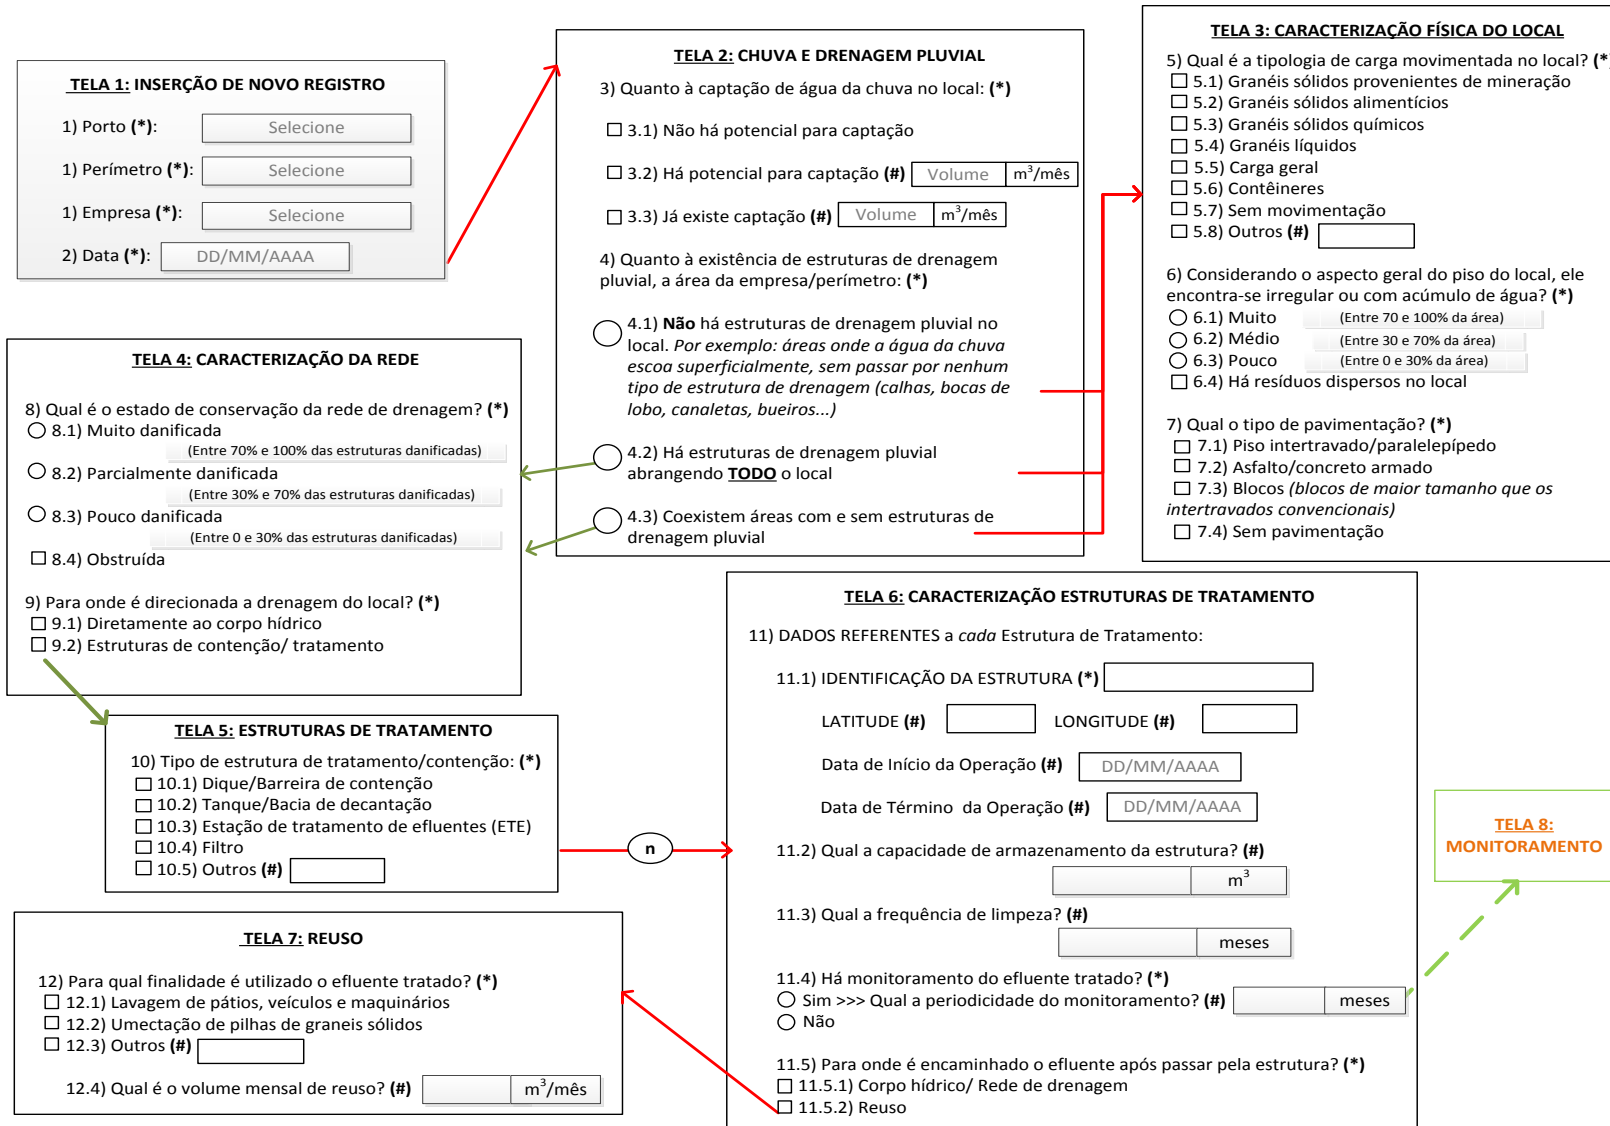 TELA 1: INSERÇÃO DE NOVO REGISTRO
1) Porto (*): Selecione
1) Perímetro (*): Selecione
1) Empresa (*): Selecione
2) Data (*): DD/MM/AAAA
TELA 2: CHUVA E DRENAGEM PLUVIAL
3) Quanto à captação de água da chuva no local: (*)
3.1) Não há potencial para captação
3.2) Há potencial para captação (#) Volume m³/mês
3.3) Já existe captação (#) Volume m³/mês
4) Quanto à existência de estruturas de drenagem
pluvial, a área da empresa/perímetro: (*)
4.1) Não há estruturas de drenagem pluvial no
local. Por exemplo: áreas onde a água da chuva
escoa superficialmente, sem passar por nenhum
tipo de estrutura de drenagem (calhas, bocas de
lobo, canaletas, bueiros...)
4.2) Há estruturas de drenagem pluvial
abrangendo TODO o local
4.3) Coexistem áreas com e sem estruturas de
drenagem pluvial
TELA 3: CARACTERIZAÇÃO FÍSICA DO LOCAL
5) Qual é a tipologia de carga movimentada no local? (*)
5.1) Granéis sólidos provenientes de mineração
5.2) Granéis sólidos alimentícios
5.3) Granéis sólidos químicos
5.4) Granéis líquidos
5.5) Carga geral
5.6) Contêineres
5.7) Sem movimentação
5.8) Outros (#)
6) Considerando o aspecto geral do piso do local, ele
encontra-se irregular ou com acúmulo de água? (*)
6.1) Muito (Entre 70 e 100% da área)
6.2) Médio (Entre 30 e 70% da área)
6.3) Pouco (Entre 0 e 30% da área)
6.4) Há resíduos dispersos no local
7) Qual o tipo de pavimentação? (*)
7.1) Piso intertravado/paralelepípedo
7.2) Asfalto/concreto armado
7.3) Blocos (blocos de maior tamanho que os
intertravados convencionais)
7.4) Sem pavimentação
TELA 4: CARACTERIZAÇÃO DA REDE
8) Qual é o estado de conservação da rede de drenagem? (*)
8.1) Muito danificada
(Entre 70% e 100% das estruturas danificadas)
8.2) Parcialmente danificada
(Entre 30% e 70% das estruturas danificadas)
8.3) Pouco danificada
(Entre 0 e 30% das estruturas danificadas)
8.4) Obstruída
9) Para onde é direcionada a drenagem do local? (*)
9.1) Diretamente ao corpo hídrico
9.2) Estruturas de contenção/ tratamento
TELA 5: ESTRUTURAS DE TRATAMENTO
10) Tipo de estrutura de tratamento/contenção: (*)
10.1) Dique/Barreira de contenção
10.2) Tanque/Bacia de decantação
10.3) Estação de tratamento de efluentes (ETE)
10.4) Filtro
10.5) Outros (#)
n
TELA 6: CARACTERIZAÇÃO ESTRUTURAS DE TRATAMENTO
11) DADOS REFERENTES a cada Estrutura de Tratamento:
11.1) IDENTIFICAÇÃO DA ESTRUTURA (*)
LATITUDE (#) LONGITUDE (#)
Data de Início da Operação (#) DD/MM/AAAA
Data de Término da Operação (#) DD/MM/AAAA
11.2) Qual a capacidade de armazenamento da estrutura? (#)
m³
11.3) Qual a frequência de limpeza? (#)
meses
11.4) Há monitoramento do efluente tratado? (*)
Sim >>> Qual a periodicidade do monitoramento? (#) meses
Não
11.5) Para onde é encaminhado o efluente após passar pela estrutura? (*)
11.5.1) Corpo hídrico/ Rede de drenagem
11.5.2) Reuso
TELA 7: REUSO
12) Para qual finalidade é utilizado o efluente tratado? (*)
12.1) Lavagem de pátios, veículos e maquinários
12.2) Umectação de pilhas de graneis sólidos
12.3) Outros (#)
12.4) Qual é o volume mensal de reuso? (#) m³/mês
TELA 8:
MONITORAMENTO